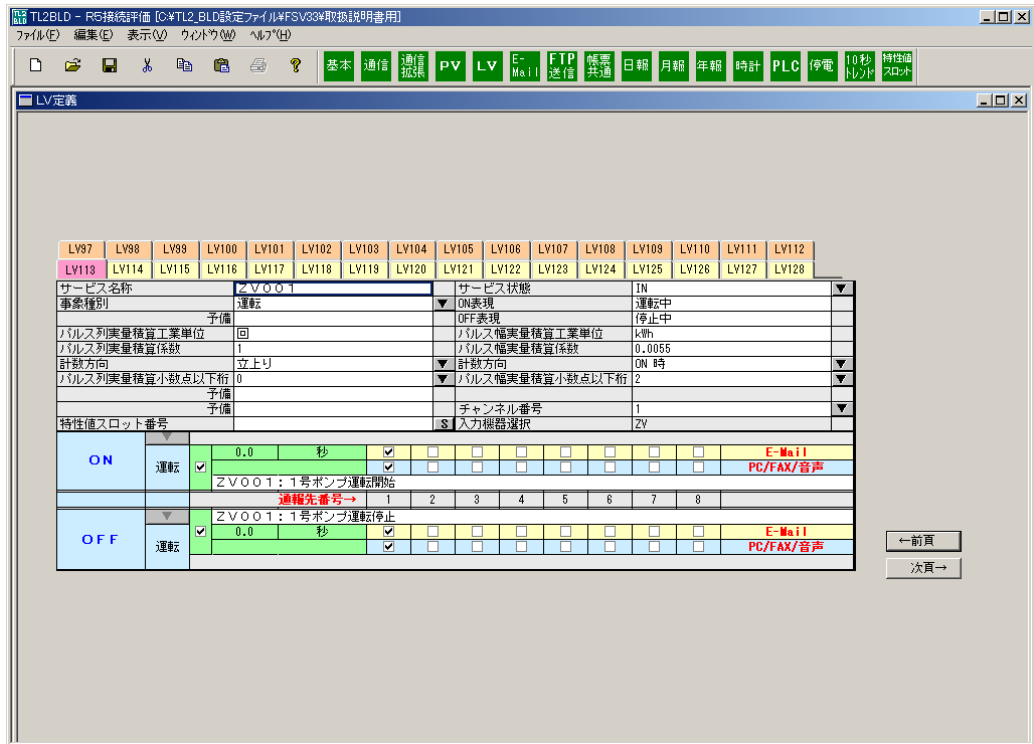 TL2BLD - R5接続評価 [C:¥TL2_BLD設定ファイル¥FSV33¥取扱説明書用]
ファイル(F) 編集(E) 表示(V) ウィンドウ(W) ヘルプ(H)
基本 通信 通信拡張 PV LV E-Mail FTP送信 帳票共通 日報 月報 年報 時計 PLC 停電 10秒トレンド 特性値スロット
LV定義
LV97 LV98 LV99 LV100 LV101 LV102 LV103 LV104 LV105 LV106 LV107 LV108 LV109 LV110 LV111 LV112
LV113 LV114 LV115 LV116 LV117 LV118 LV119 LV120 LV121 LV122 LV123 LV124 LV125 LV126 LV127 LV128
サービス名称 ZV001 サービス状態 IN
事象種別 運転 ON表現 運転中
予備 OFF表現 停止中
パルス列実量積算工業単位 回 パルス幅実量積算工業単位 kWh
パルス列実量積算係数 1 パルス幅実量積算係数 0.0055
計数方向 立上り 計数方向 ON 時
パルス列実量積算小数点以下桁 0 パルス幅実量積算小数点以下桁 2
予備
予備 チャンネル番号 1
特性値スロット番号 S 入力機器選択 ZV
ON 運転 0.0 秒 E-Mail
PC/FAX/音声
ZV001:1号ポンプ運転開始
通報先番号→ 1 2 3 4 5 6 7 8
ZV001:1号ポンプ運転停止
OFF 運転 0.0 秒 E-Mail
PC/FAX/音声
←前頁
次頁→